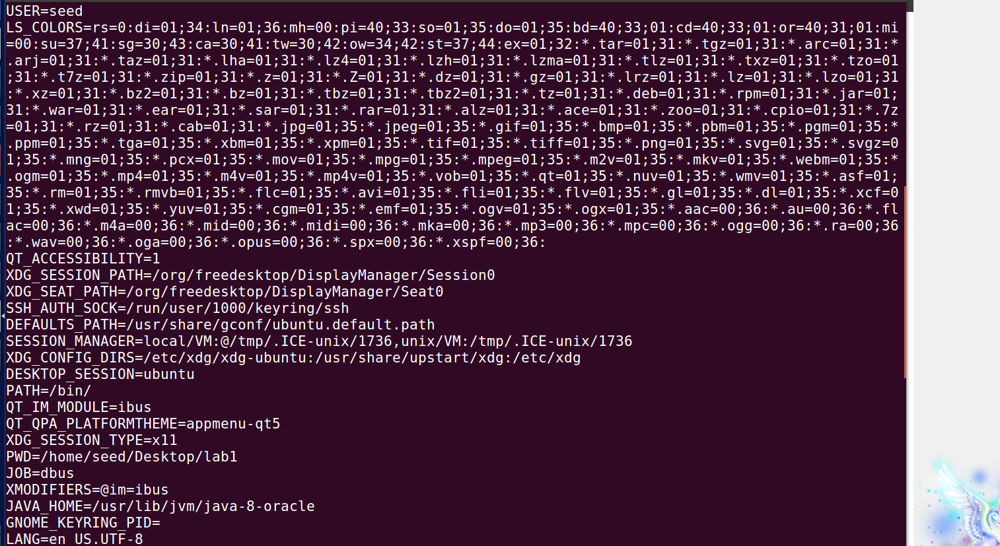 USER=seed
LS_COLORS=rs=0:di=01;34:ln=01;36:mh=00:pi=40;33:so=01;35:do=01;35:bd=40;33;01:cd=40;33;01:or=40;31;01:mi
=00:su=37;41:sg=30;43:ca=30;41:tw=30;42:ow=34;42:st=37;44:ex=01;32:*.tar=01;31:*.tgz=01;31:*.arc=01;31:*
.arj=01;31:*.taz=01;31:*.lha=01;31:*.lz4=01;31:*.lzh=01;31:*.lzma=01;31:*.tlz=01;31:*.txz=01;31:*.tzo=01
;31:*.t7z=01;31:*.zip=01;31:*.z=01;31:*.Z=01;31:*.dz=01;31:*.gz=01;31:*.lrz=01;31:*.lz=01;31:*.lzo=01;31
:*.xz=01;31:*.bz2=01;31:*.bz=01;31:*.tbz=01;31:*.tbz2=01;31:*.tz=01;31:*.deb=01;31:*.rpm=01;31:*.jar=01;
31:*.war=01;31:*.ear=01;31:*.sar=01;31:*.rar=01;31:*.alz=01;31:*.ace=01;31:*.zoo=01;31:*.cpio=01;31:*.7z
=01;31:*.rz=01;31:*.cab=01;31:*.jpg=01;35:*.jpeg=01;35:*.gif=01;35:*.bmp=01;35:*.pbm=01;35:*.pgm=01;35:*
.ppm=01;35:*.tga=01;35:*.xbm=01;35:*.xpm=01;35:*.tif=01;35:*.tiff=01;35:*.png=01;35:*.svg=01;35:*.svgz=0
1;35:*.mng=01;35:*.pcx=01;35:*.mov=01;35:*.mpg=01;35:*.mpeg=01;35:*.m2v=01;35:*.mkv=01;35:*.webm=01;35:*
.ogm=01;35:*.mp4=01;35:*.m4v=01;35:*.mp4v=01;35:*.vob=01;35:*.qt=01;35:*.nuv=01;35:*.wmv=01;35:*.asf=01;
35:*.rm=01;35:*.rmvb=01;35:*.flc=01;35:*.avi=01;35:*.fli=01;35:*.flv=01;35:*.gl=01;35:*.dl=01;35:*.xcf=0
1;35:*.xwd=01;35:*.yuv=01;35:*.cgm=01;35:*.emf=01;35:*.ogv=01;35:*.ogx=01;35:*.aac=00;36:*.au=00;36:*.fl
ac=00;36:*.m4a=00;36:*.mid=00;36:*.midi=00;36:*.mka=00;36:*.mp3=00;36:*.mpc=00;36:*.ogg=00;36:*.ra=00;36
:*.wav=00;36:*.oga=00;36:*.opus=00;36:*.spx=00;36:*.xspf=00;36:
QT_ACCESSIBILITY=1
XDG_SESSION_PATH=/org/freedesktop/DisplayManager/Session0
XDG_SEAT_PATH=/org/freedesktop/DisplayManager/Seat0
SSH_AUTH_SOCK=/run/user/1000/keyring/ssh
DEFAULTS_PATH=/usr/share/gconf/ubuntu.default.path
SESSION_MANAGER=local/VM:@/tmp/.ICE-unix/1736,unix/VM:/tmp/.ICE-unix/1736
XDG_CONFIG_DIRS=/etc/xdg/xdg-ubuntu:/usr/share/upstart/xdg:/etc/xdg
DESKTOP_SESSION=ubuntu
PATH=/bin/
QT_IM_MODULE=ibus
QT_QPA_PLATFORMTHEME=appmenu-qt5
XDG_SESSION_TYPE=x11
PWD=/home/seed/Desktop/lab1
JOB=dbus
XMODIFIERS=@im=ibus
JAVA_HOME=/usr/lib/jvm/java-8-oracle
GNOME_KEYRING_PID=
LANG=en_US.UTF-8